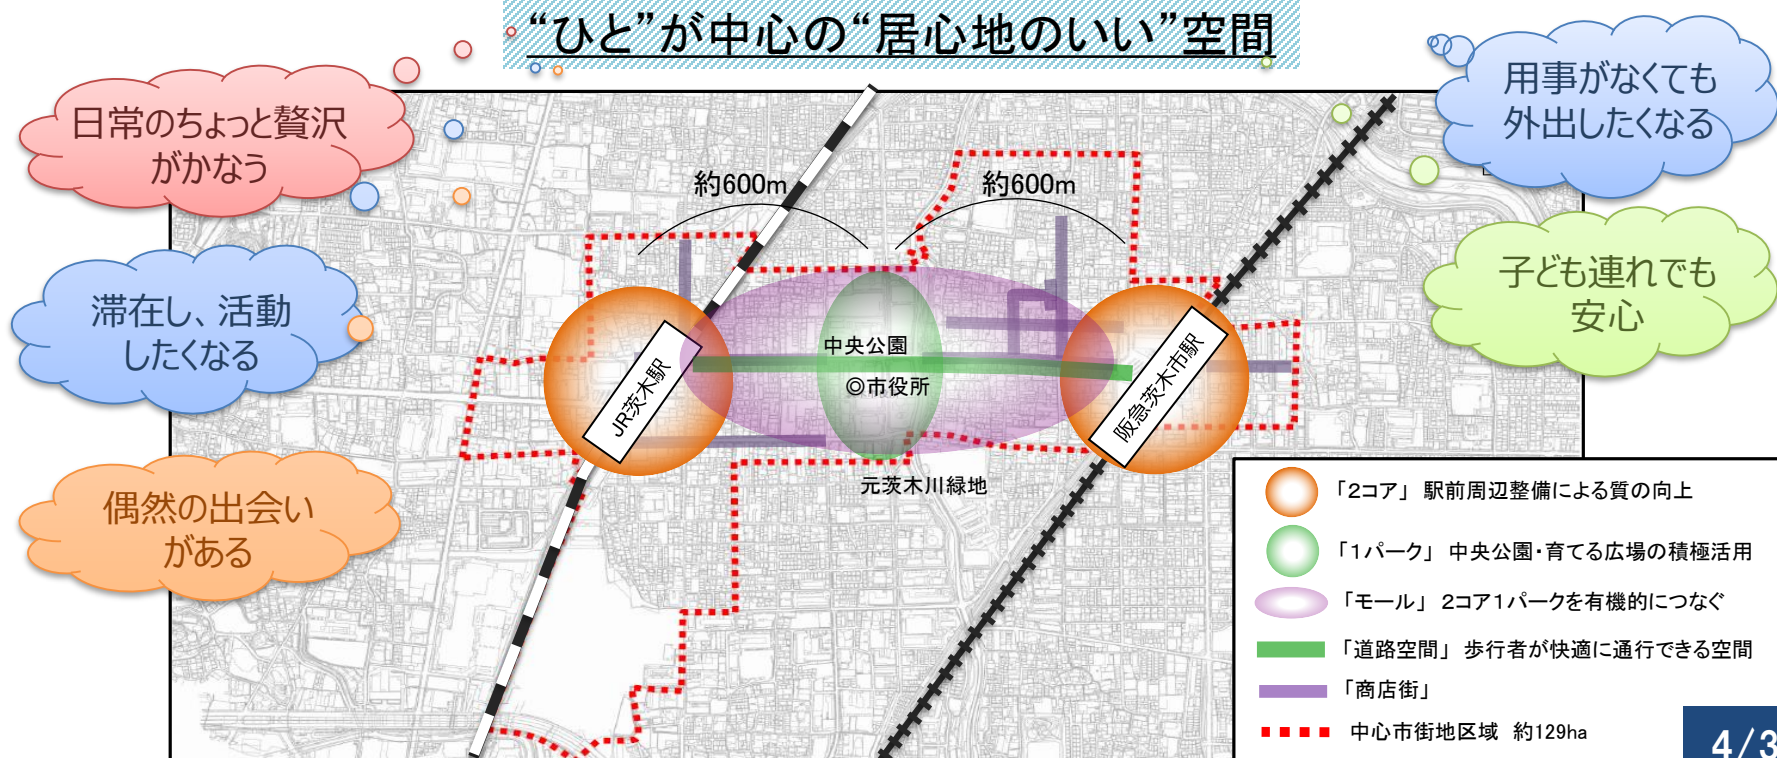 “ひと”が中心の“居心地のいい”空間
日常のちょっと贅沢
がかなう
用事がなくても
外出したくなる
滞在し、活動
したくなる
子ども連れでも
安心
偶然の出会い
がある
約600m
約600m
中央公園
◎市役所
JR茨木駅
阪急茨木市駅
元茨木川緑地
「2コア」 駅前周辺整備による質の向上
「1パーク」 中央公園・育てる広場の積極活用
「モール」 2コア1パークを有機的につなぐ
「道路空間」 歩行者が快適に通行できる空間
「商店街」
中心市街地区域 約129ha
4/3